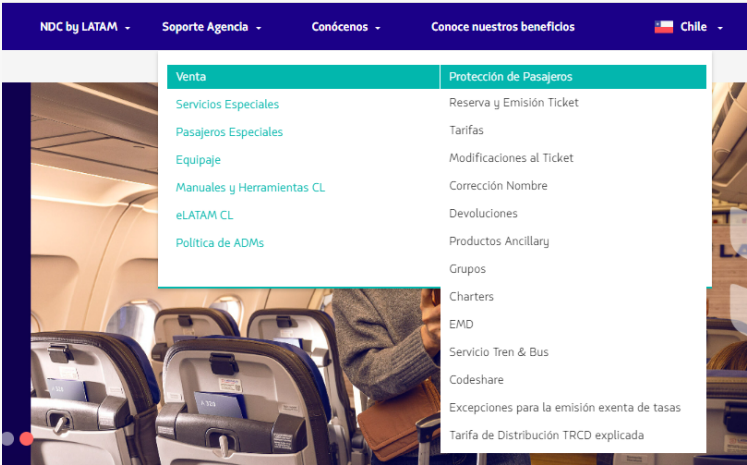 NDC by LATAM
Soporte Agencia
Conócenos
Conoce nuestros beneficios
Chile
Venta
Servicios Especiales
Pasajeros Especiales
Equipaje
Manuales y Herramientas CL
eLATAM CL
Política de ADMs
Protección de Pasajeros
Reserva y Emisión Ticket
Tarifas
Modificaciones al Ticket
Corrección Nombre
Devoluciones
Productos Ancillary
Grupos
Charters
EMD
Servicio Tren & Bus
Codeshare
Excepciones para la emisión exenta de tasas
Tarifa de Distribución TRCD explicada